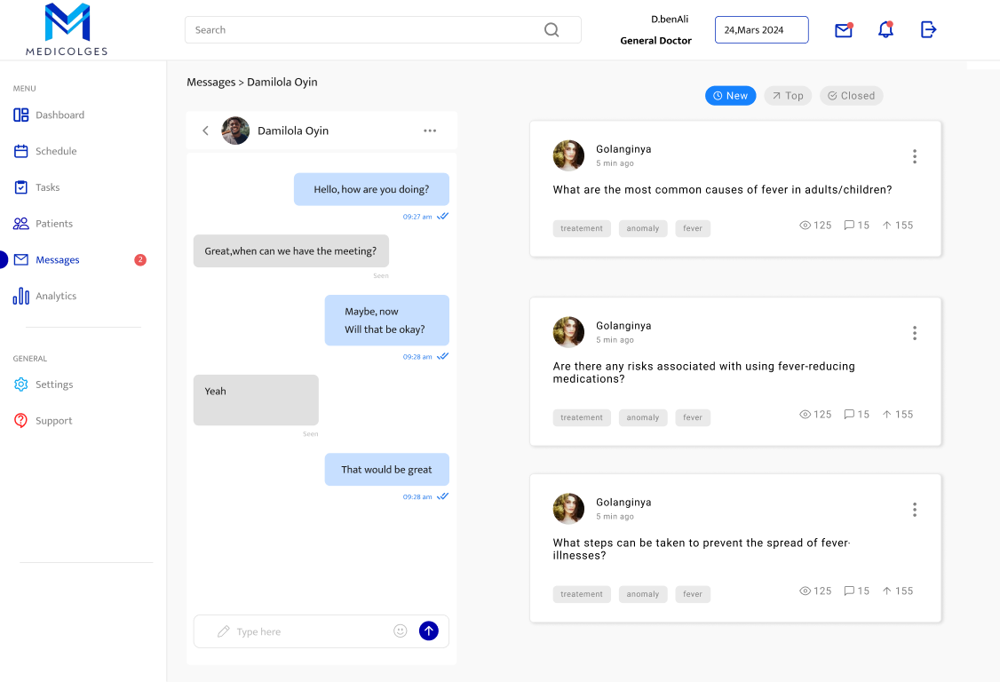 MEDICOLGES
Search
D.benAli
General Doctor
24,Mars 2024
MENU
Dashboard
Schedule
Tasks
Patients
Messages
2
Analytics
GENERAL
Settings
Support
Messages > Damilola Oyin
Damilola Oyin
Hello, how are you doing?
09:27 am
Great,when can we have the meeting?
Seen
Maybe, now
Will that be okay?
09:28 am
Yeah
Seen
That would be great
09:28 am
Type here
New
Top
Closed
Golanginya
5 min ago
What are the most common causes of fever in adults/children?
treatement anomaly fever
125 15 155
Golanginya
5 min ago
Are there any risks associated with using fever-reducing
medications?
treatement anomaly fever
125 15 155
Golanginya
5 min ago
What steps can be taken to prevent the spread of fever-
illnesses?
treatement anomaly fever
125 15 155